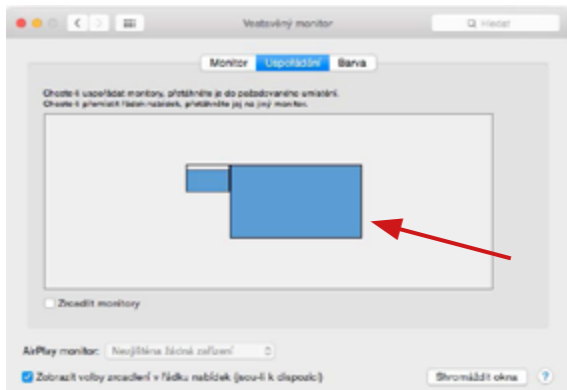 Vestavěný monitor
Hledat
Monitor Uspořádání Barva
Chcete-li uspořádat monitory, přetáhněte je do požadovaného umístění.
Chcete-li přemístit řádek nabídek, přetáhněte jej na jiný monitor.
Zrcadlit monitory
AirPlay monitor: Nezjištěna žádná zařízení
Zobrazit volby zrcadlení v řádku nabídek (jsou-li k dispozici)
Shromáždit okna ?